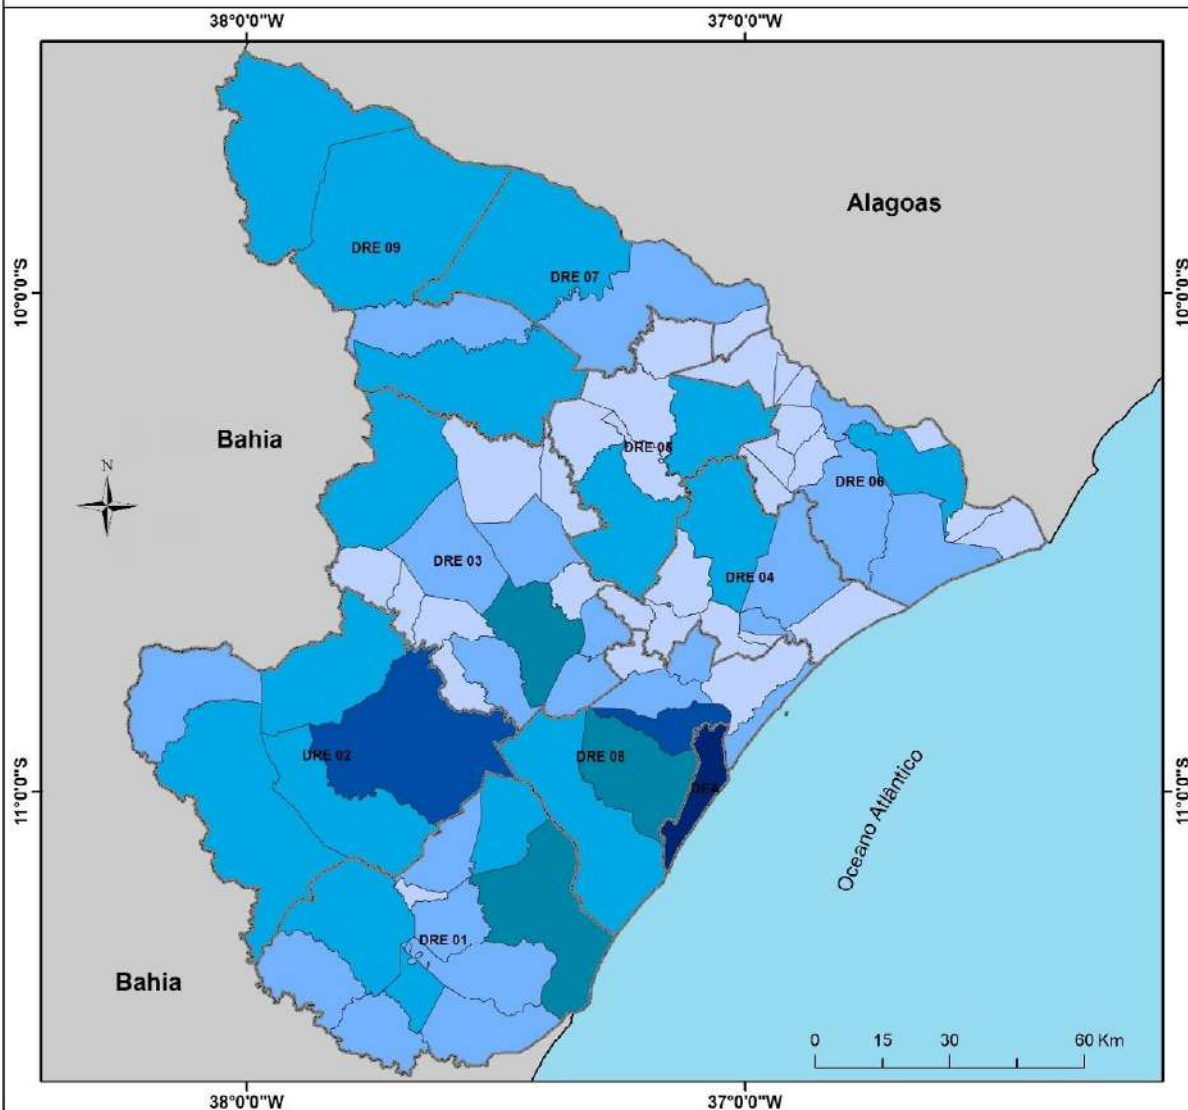 38°0'0"W 37°0'0"W
Alagoas
DRE 09
DRE 07
10°0'0"S 10°0'0"S
Bahia
DRE 05
DRE 06
N
DRE 03
DRE 04
DRE 02
DRE 08
DEA
11°0'0"S 11°0'0"S
Oceano Atlântico
DRE 01
Bahia
0 15 30 60 Km
38°0'0"W 37°0'0"W